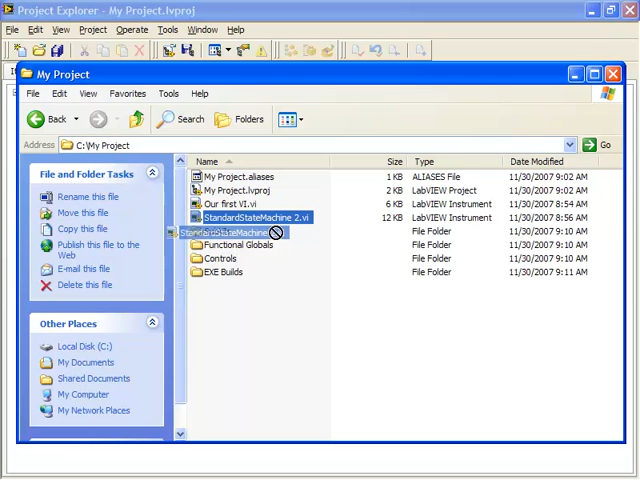 Project Explorer - My Project.lvproj
File Edit View Project Operate Tools Window Help
My Project
File Edit View Favorites Tools Help
Back Search Folders
Address C:\My Project Go
Name Size Type Date Modified
My Project.aliases 1 KB ALIASES File 11/30/2007 9:02 AM
My Project.lvproj 2 KB LabVIEW Project 11/30/2007 9:02 AM
Our first VI.vi 6 KB LabVIEW Instrument 11/30/2007 8:54 AM
StandardStateMachine 2.vi 12 KB LabVIEW Instrument 11/30/2007 8:56 AM
StandardStateMachine File Folder 11/30/2007 9:10 AM
Functional Globals File Folder 11/30/2007 9:10 AM
Controls File Folder 11/30/2007 9:10 AM
EXE Builds File Folder 11/30/2007 9:11 AM
File and Folder Tasks
Rename this file
Move this file
Copy this file
Publish this file to the
Web
E-mail this file
Delete this file
Other Places
Local Disk (C:)
My Documents
Shared Documents
My Computer
My Network Places